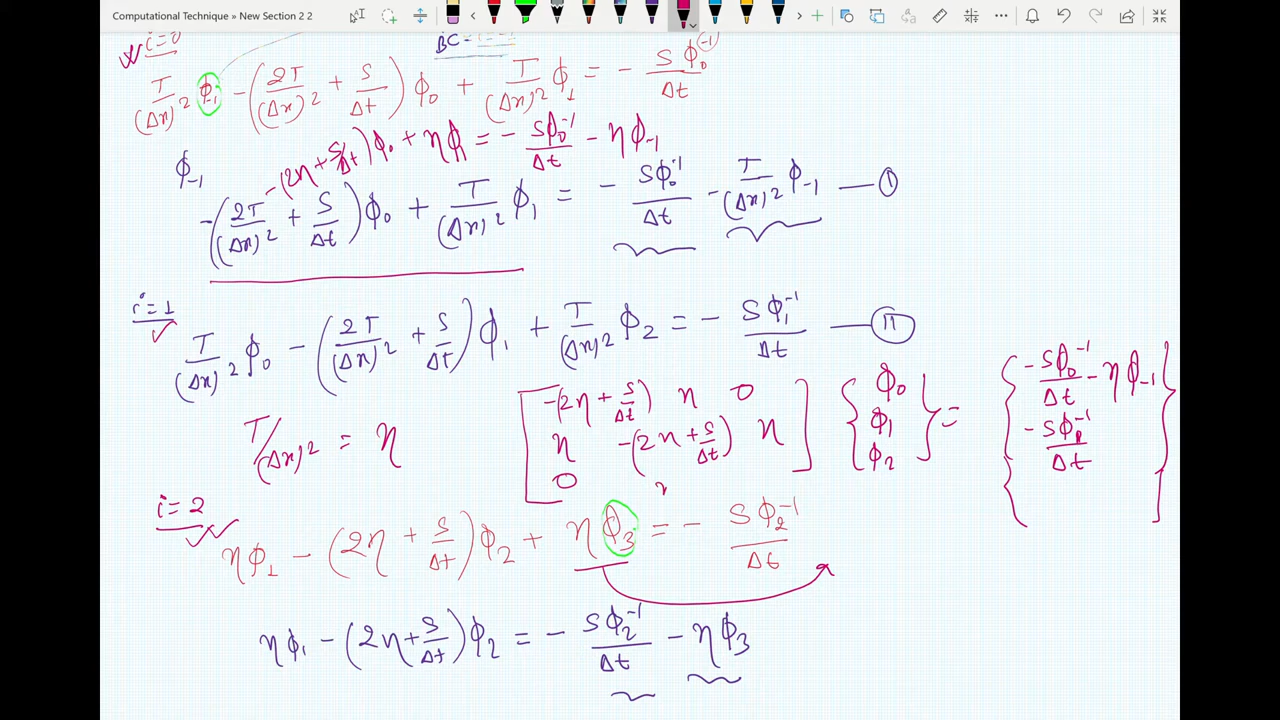 Computational Technique » New Section 2 2
i=0
BC
T/(Δx)² ϕ₋₁ − (2T/(Δx)² + S/Δt) ϕ₀ + T/(Δx)² ϕ₁ = − Sϕ₀⁻¹/Δt
−(2η + S/Δt)ϕ₀ + ηϕ₁ = − Sϕ₀⁻¹/Δt − ηϕ₋₁
ϕ₋₁
−(2T/(Δx)² + S/Δt)ϕ₀ + T/(Δx)² ϕ₁ = − Sϕ₀⁻¹/Δt − T/(Δx)² ϕ₋₁ — I
i=1
T/(Δx)² ϕ₀ − (2T/(Δx)² + S/Δt)ϕ₁ + T/(Δx)² ϕ₂ = − Sϕ₁⁻¹/Δt — II
T/(Δx)² = η
[−(2η + S/Δt) η 0 {ϕ₀ = {−Sϕ₀⁻¹/Δt − ηϕ₋₁
η −(2η + S/Δt) η ϕ₁ −Sϕ₁⁻¹/Δt
0 η ] ϕ₂} }
i=2
ηϕ₁ − (2η + S/Δt)ϕ₂ + ηϕ₃ = − Sϕ₂⁻¹/Δt
ηϕ₁ − (2η + S/Δt)ϕ₂ = − Sϕ₂⁻¹/Δt − ηϕ₃